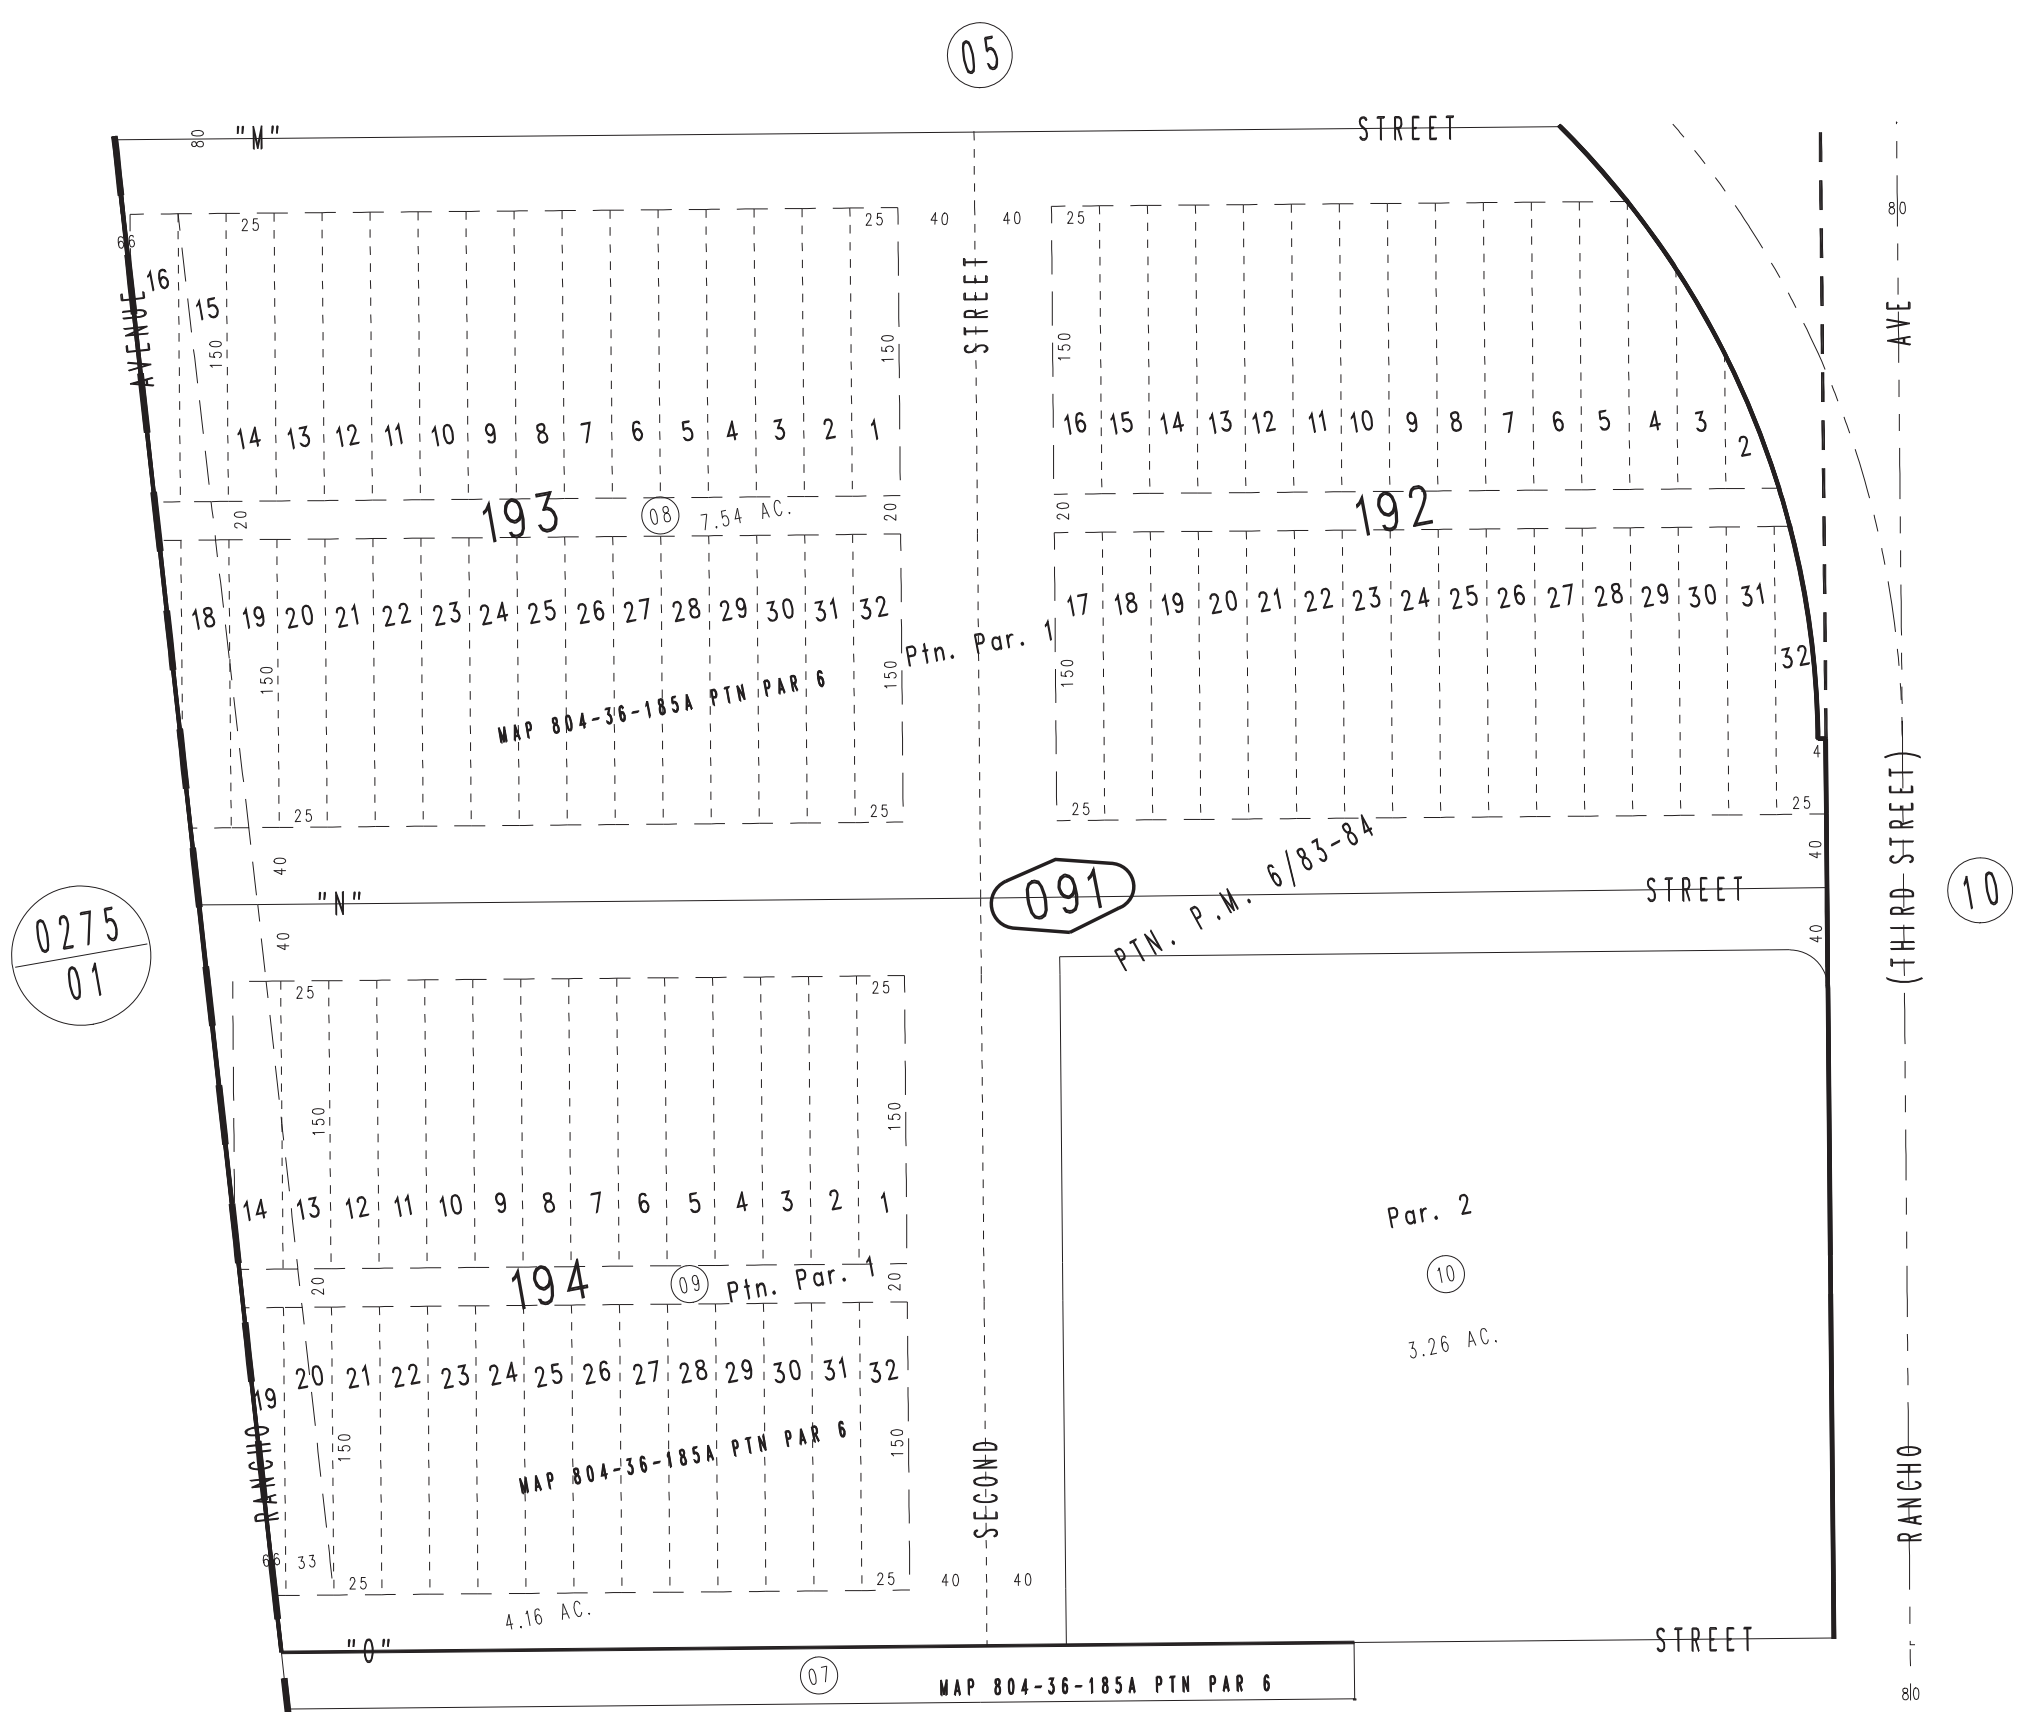 05
80 "M" STREET
80
66 25 25 40 40 25
AVENUE 16 15 150 150 STREET 150 AVE
14 13 12 11 10 9 8 7 6 5 4 3 2 1
16 15 14 13 12 11 10 9 8 7 6 5 4 3 2
20 193 08 7.54 AC. 20 20 192
18 19 20 21 22 23 24 25 26 27 28 29 30 31 32
17 18 19 20 21 22 23 24 25 26 27 28 29 30 31 32
Ptn. Par. 1
150 150 150
MAP 804-36-185A PTN PAR 6
4
25 25 25 25
PTN. P.M. 6/83-84
(THIRD STREET)
40 40
"N" 091 STREET 10
0275
01
40 40
25 25
150 150
14 13 12 11 10 9 8 7 6 5 4 3 2 1
Par. 2
10
3.26 AC.
20 194 09 Ptn. Par. 1 20
19 20 21 22 23 24 25 26 27 28 29 30 31 32
RANCHO 150 150 SECOND RANCHO
MAP 804-36-185A PTN PAR 6
66 33 25 25 40 40
4.16 AC.
"O" STREET
07 MAP 804-36-185A PTN PAR 6
80